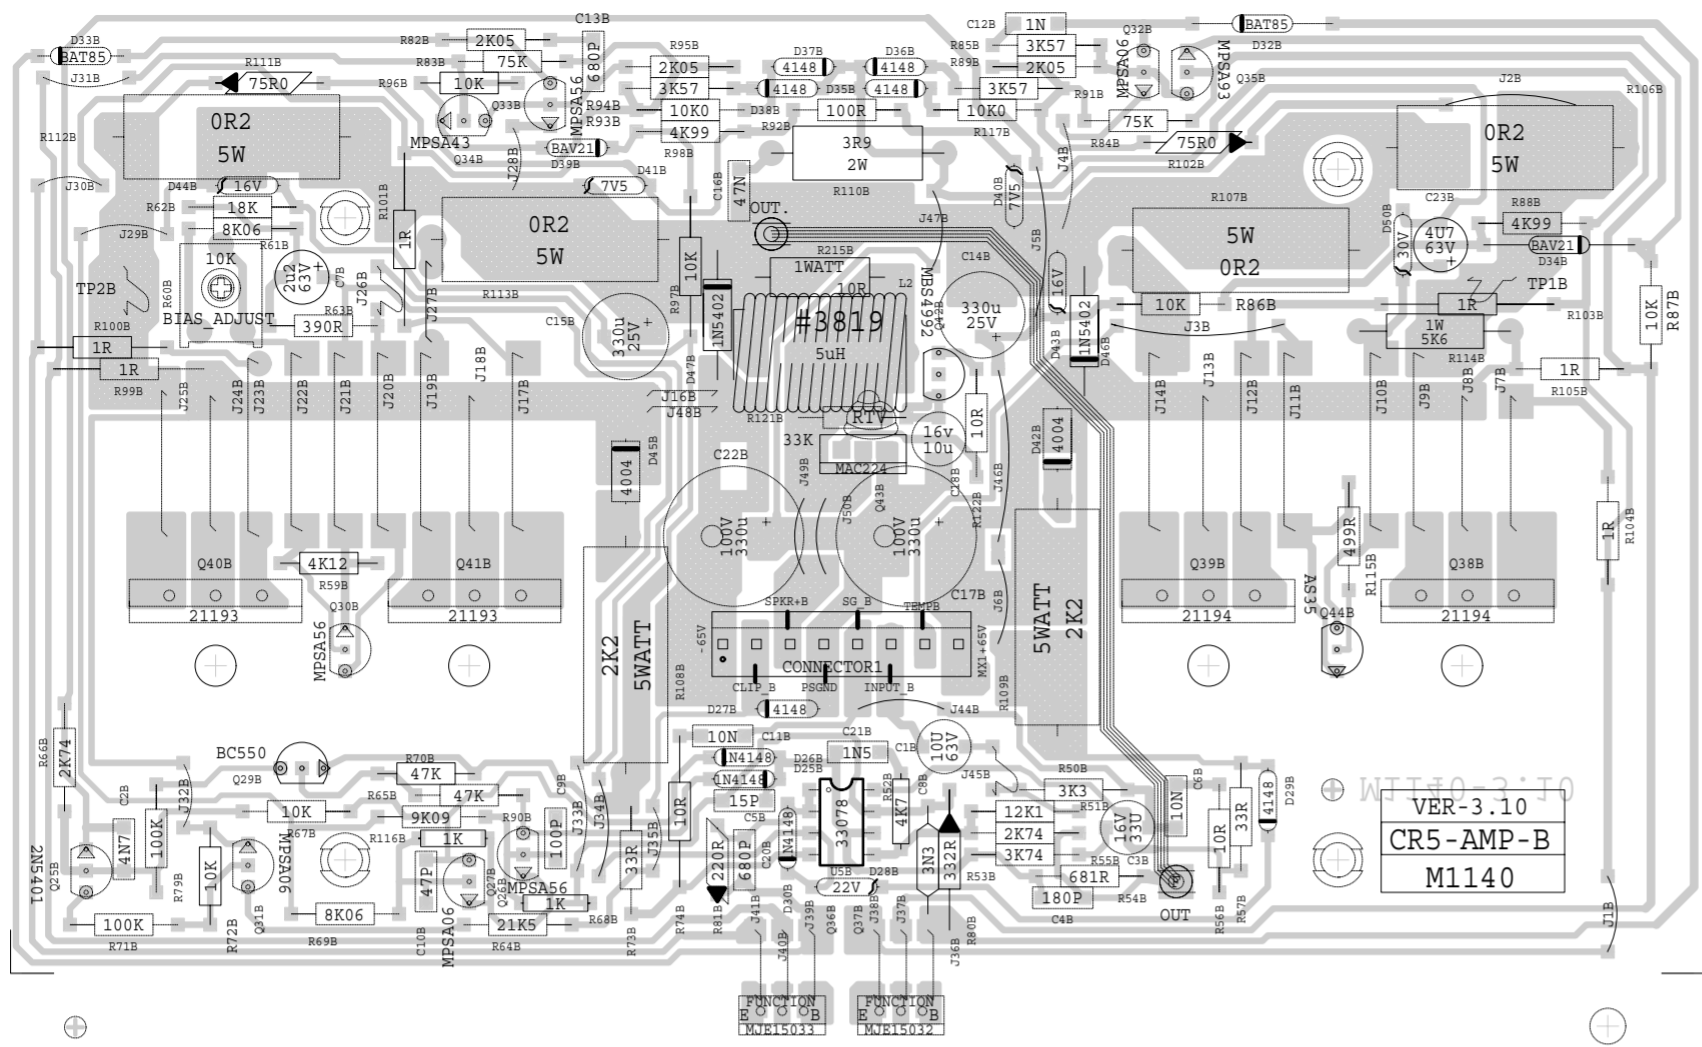 C13B
C12B
1N
Q32B
BAT85
D33B
BAT85
R82B
2K05
R83B
75K
680P
R95B
2K05
D37B
4148
D36B
4148
R85B
3K57
R89B
2K05
MPSA06
MPSA93
D32B
J31B
R111B
75R0
R96B
10K
Q33B
MPSA56
R94B
3K57
4148
D35B
4148
3K57
R91B
Q35B
J2B
R106B
0R2
5W
R112B
MPSA43
R93B
10K0
D38B
R92B
100R
10K0
R117B
75K
R84B
75R0
R102B
0R2
5W
Q34B
J28B
BAV21
D39B
4K99
R98B
3R9
2W
R110B
J4B
J30B
D44B
16V
R101B
7V5
D41B
C16B
47N
D40B
7V5
R107B
C23B
R88B
4K99
R62B
18K
8K06
R61B
J29B
0R2
5W
OUT.
J47B
J5B
5W
0R2
D50B
30V
4U7
63V
+
BAV21
D34B
10K
1R
R215B
1WATT
10R
C14B
TP2B
R60B
BIAS_ADJUST
2u2
63V
+
C7B
J26B
J27B
R113B
10K
R97B
1N5402
L2
MBS4992
Q42B
330u
25V
+
16V
D43B
1N5402
D46B
10K
R86B
J3B
1R
TP1B
R103B
10K
R87B
R63B
390R
C15B
330u
25V
+
#3819
5uH
1W
5K6
R114B
R100B
1R
1R
R99B
J25B
J24B
J23B
J22B
J21B
J20B
J19B
J18B
J17B
D47B
J16B
J48B
R121B
RTV
33K
MAC224
16v
10u
10R
J14B
J13B
J12B
J11B
J10B
J9B
J8B
J7B
1R
R105B
D45B
4004
C22B
J49B
J50B
Q43B
C18B
R122B
J46B
D42B
4004
100V
330u
+
100V
330u
+
C17B
499R
R115B
1R
R104B
Q40B
4K12
R59B
Q41B
Q39B
Q38B
21193
21193
21194
21194
Q30B
MPSA56
2K2
5WATT
R108B
SPKR+B
SG_B
TEMPB
-65V
CONNECTOR1
MX1+65V
CLIP_B
PSGND
INPUT_B
J6B
R109B
5WATT
2K2
AS35
Q44B
D27B
4148
J44B
R69B
2K74
BC550
Q29B
R70B
47K
10N
C11B
C21B
1N5
C1B
10U
63V
J45B
R50B
3K3
C6B
10N
C2B
J32B
R65B
47K
C9B
1N4148
D26B
D25B
1N4148
R52B
C8B
R51B
D29B
4148
M1140-3.10
VER-3.10
CR5-AMP-B
M1140
4N7
100K
10K
R67B
9K09
R116B
1K
R90B
100P
J33B
J34B
J35B
33R
10R
15P
C5B
1N4148
33078
4K7
12K1
2K74
3K74
16V
33U
10R
33R
2N5401
Q25B
R79B
10K
MPSA06
47P
Q27B
Q26B
MPSA56
1K
R68B
220R
680P
C20B
U5B
22V
D28B
3N3
332R
R53B
R55B
C3B
681R
R54B
180P
C4B
OUT
R56B
R57B
100K
R71B
R72B
Q31B
8K06
R69B
C10B
MPSA06
21K5
R64B
R73B
R74B
R81B
J41B
J40B
D30B
J39B
Q36B
Q37B
J38B
J37B
J36B
R80B
J1B
FUNCTION
E B
MJE15033
FUNCTION
E B
MJE15032